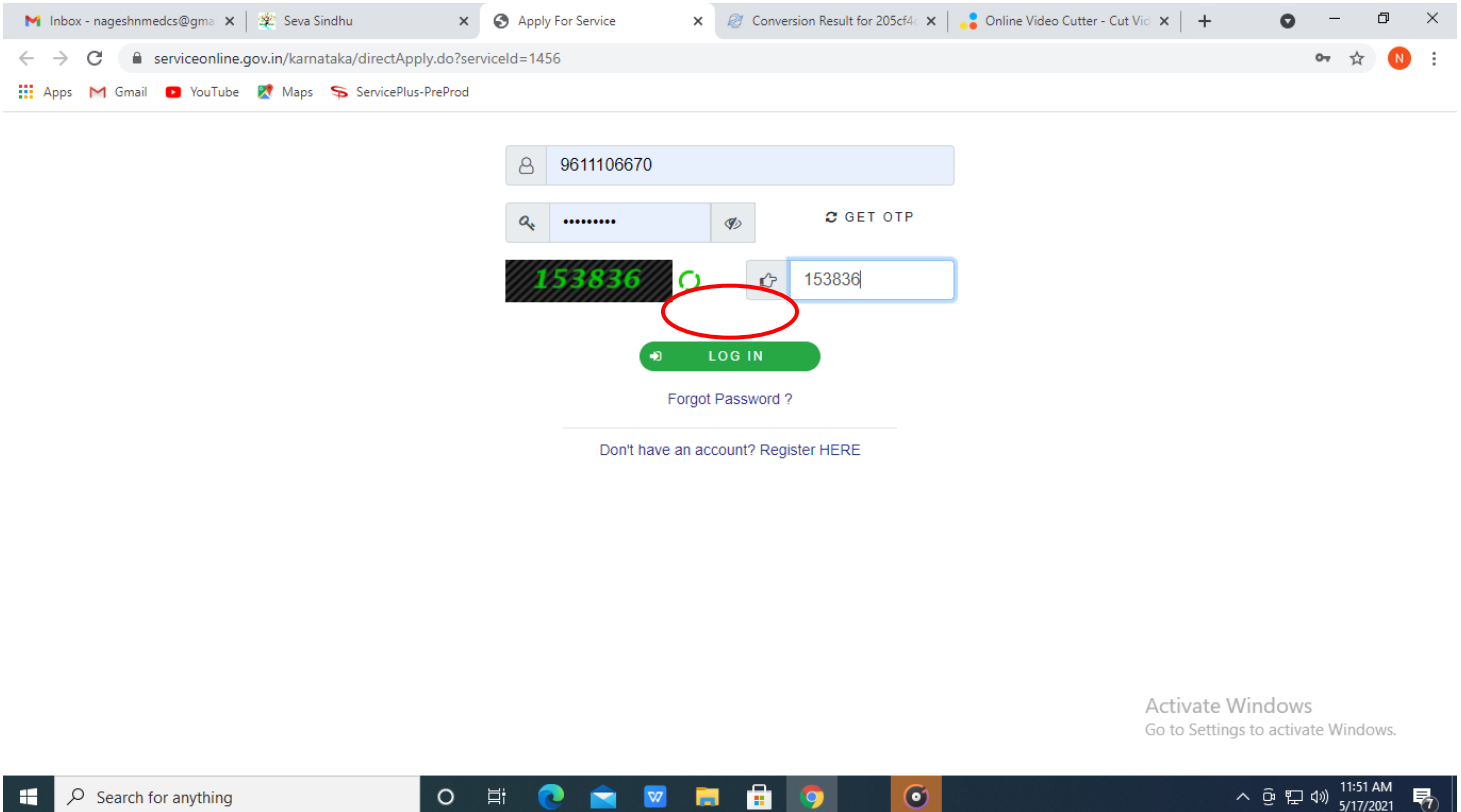 Inbox - nageshnmedcs@gma
Seva Sindhu
Apply For Service
Conversion Result for 205cf4c
Online Video Cutter - Cut Vid
serviceonline.gov.in/karnataka/directApply.do?serviceId=1456
N
Apps Gmail YouTube Maps ServicePlus-PreProd
9611106670
••••••••• GET OTP
153836 153836
LOG IN
Forgot Password ?
Don't have an account? Register HERE
Activate Windows
Go to Settings to activate Windows.
Search for anything
11:51 AM
5/17/2021
7